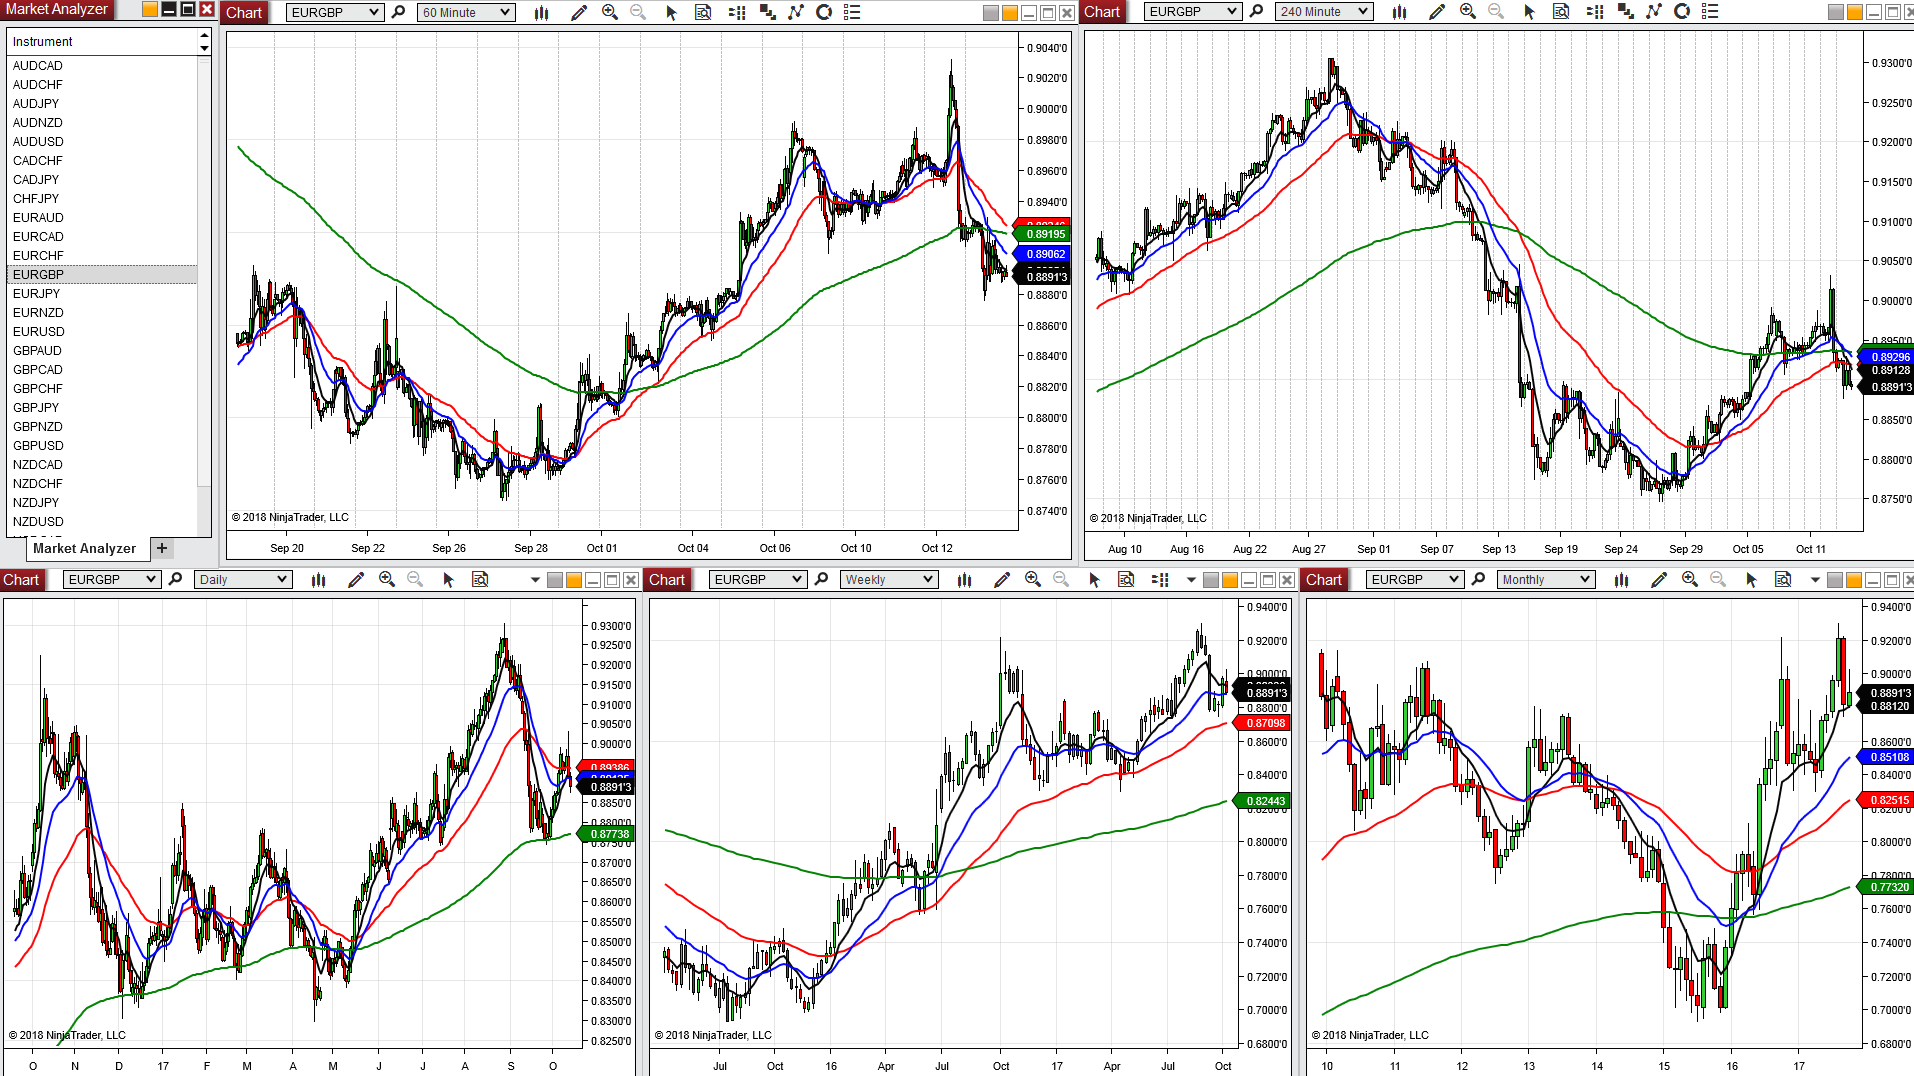 Market Analyzer
Instrument
AUDCAD
AUDCHF
AUDJPY
AUDNZD
AUDUSD
CADCHF
CADJPY
CHFJPY
EURAUD
EURCAD
EURCHF
EURGBP
EURJPY
EURNZD
EURUSD
GBPAUD
GBPCAD
GBPCHF
GBPJPY
GBPNZD
GBPUSD
NZDCAD
NZDCHF
NZDJPY
NZDUSD
Market Analyzer +
Chart EURGBP 60 Minute
0.9040'0
0.9020'0
0.9000'0
0.8980'0
0.8960'0
0.8940'0
0.89195
0.89062
0.8891'3
0.8880'0
0.8860'0
0.8840'0
0.8820'0
0.8800'0
0.8780'0
0.8760'0
0.8740'0
© 2018 NinjaTrader, LLC
Sep 20 Sep 22 Sep 26 Sep 28 Oct 01 Oct 04 Oct 06 Oct 10 Oct 12
Chart EURGBP 240 Minute
0.9300'0
0.9250'0
0.9200'0
0.9150'0
0.9100'0
0.9050'0
0.9000'0
0.89296
0.89128
0.8891'3
0.8850'0
0.8800'0
0.8750'0
© 2018 NinjaTrader, LLC
Aug 10 Aug 16 Aug 22 Aug 27 Sep 01 Sep 07 Sep 13 Sep 19 Sep 24 Sep 29 Oct 05 Oct 11
Chart EURGBP Daily
0.9300'0
0.9250'0
0.9200'0
0.9150'0
0.9100'0
0.9050'0
0.9000'0
0.89386
0.8891'3
0.8850'0
0.8800'0
0.87738
0.8750'0
0.8700'0
0.8650'0
0.8600'0
0.8550'0
0.8500'0
0.8450'0
0.8400'0
0.8350'0
0.8300'0
0.8250'0
© 2018 NinjaTrader, LLC
O N D 17 F M A M J J A S O
Chart EURGBP Weekly
0.9400'0
0.9200'0
0.9000'0
0.8891'3
0.8800'0
0.87098
0.8600'0
0.8400'0
0.82443
0.8200'0
0.8000'0
0.7800'0
0.7600'0
0.7400'0
0.7200'0
0.7000'0
0.6800'0
© 2018 NinjaTrader, LLC
Jul Oct 16 Apr Jul Oct 17 Apr Jul Oct
Chart EURGBP Monthly
0.9400'0
0.9200'0
0.9000'0
0.8891'3
0.88120
0.8600'0
0.85108
0.8400'0
0.82515
0.8000'0
0.7800'0
0.77320
0.7600'0
0.7400'0
0.7200'0
0.7000'0
0.6800'0
© 2018 NinjaTrader, LLC
10 11 12 13 14 15 16 17